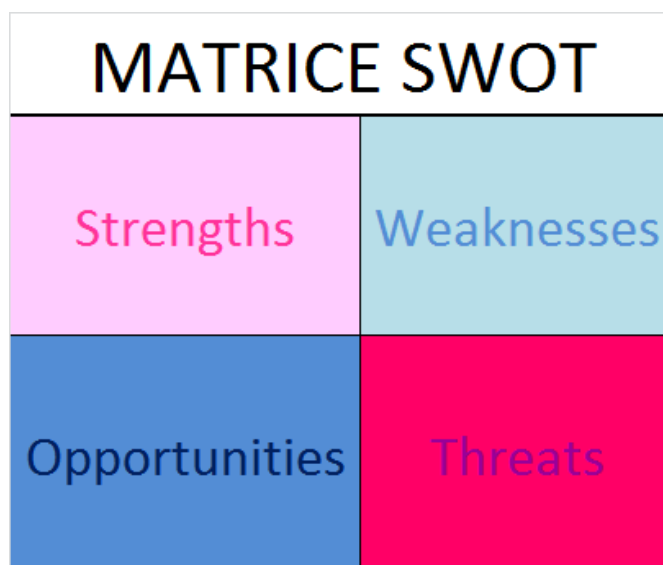 MATRICE SWOT
Strengths
Weaknesses
Opportunities
Threats